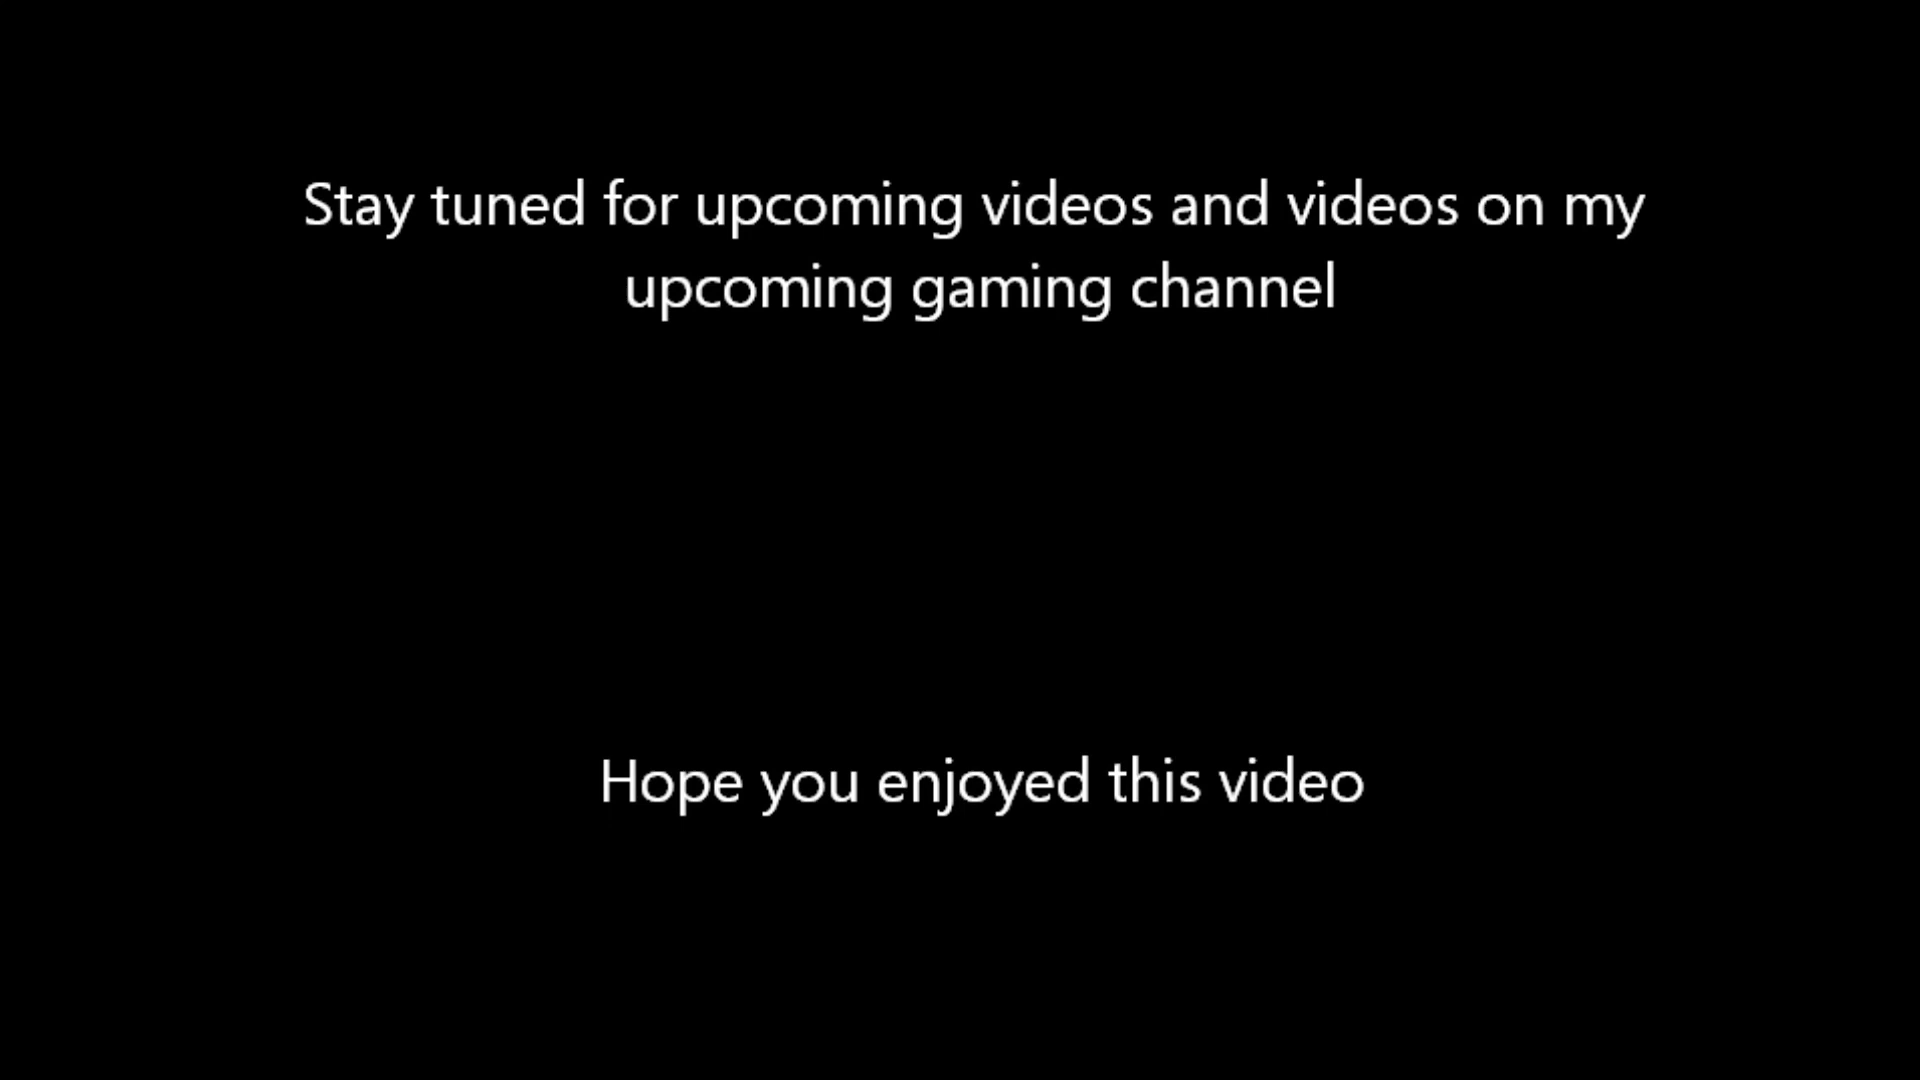 Stay tuned for upcoming videos and videos on my
upcoming gaming channel
Hope you enjoyed this video